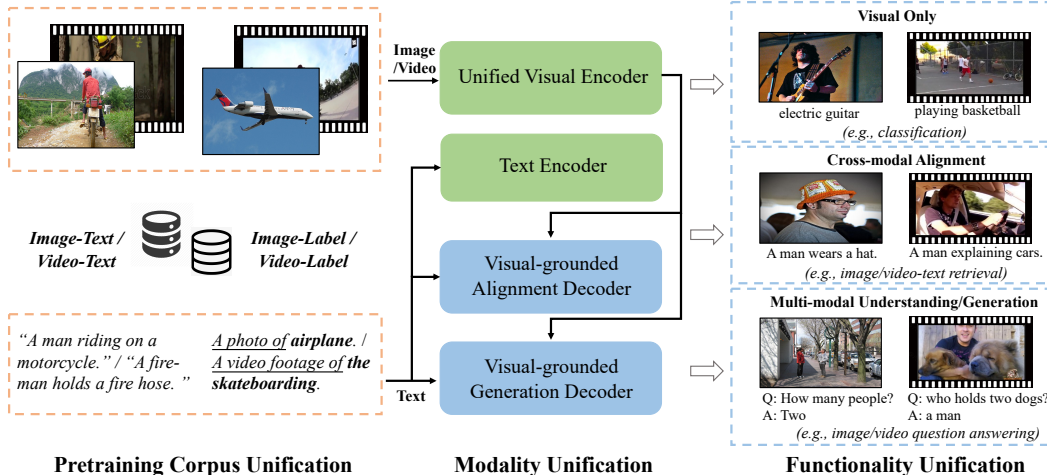 Image
/Video
Unified Visual Encoder
Text Encoder
Image-Text /
Video-Text
Image-Label /
Video-Label
Visual-grounded
Alignment Decoder
Visual-grounded
Generation Decoder
“A man riding on a
motorcycle.” / “A fire-
man holds a fire hose. ”
A photo of airplane. /
A video footage of the
skateboarding.
Text
Visual Only
electric guitar
playing basketball
(e.g., classification)
Cross-modal Alignment
A man wears a hat.
A man explaining cars.
(e.g., image/video-text retrieval)
Multi-modal Understanding/Generation
Q: How many people?
A: Two
Q: who holds two dogs?
A: a man
(e.g., image/video question answering)
Pretraining Corpus Unification
Modality Unification
Functionality Unification